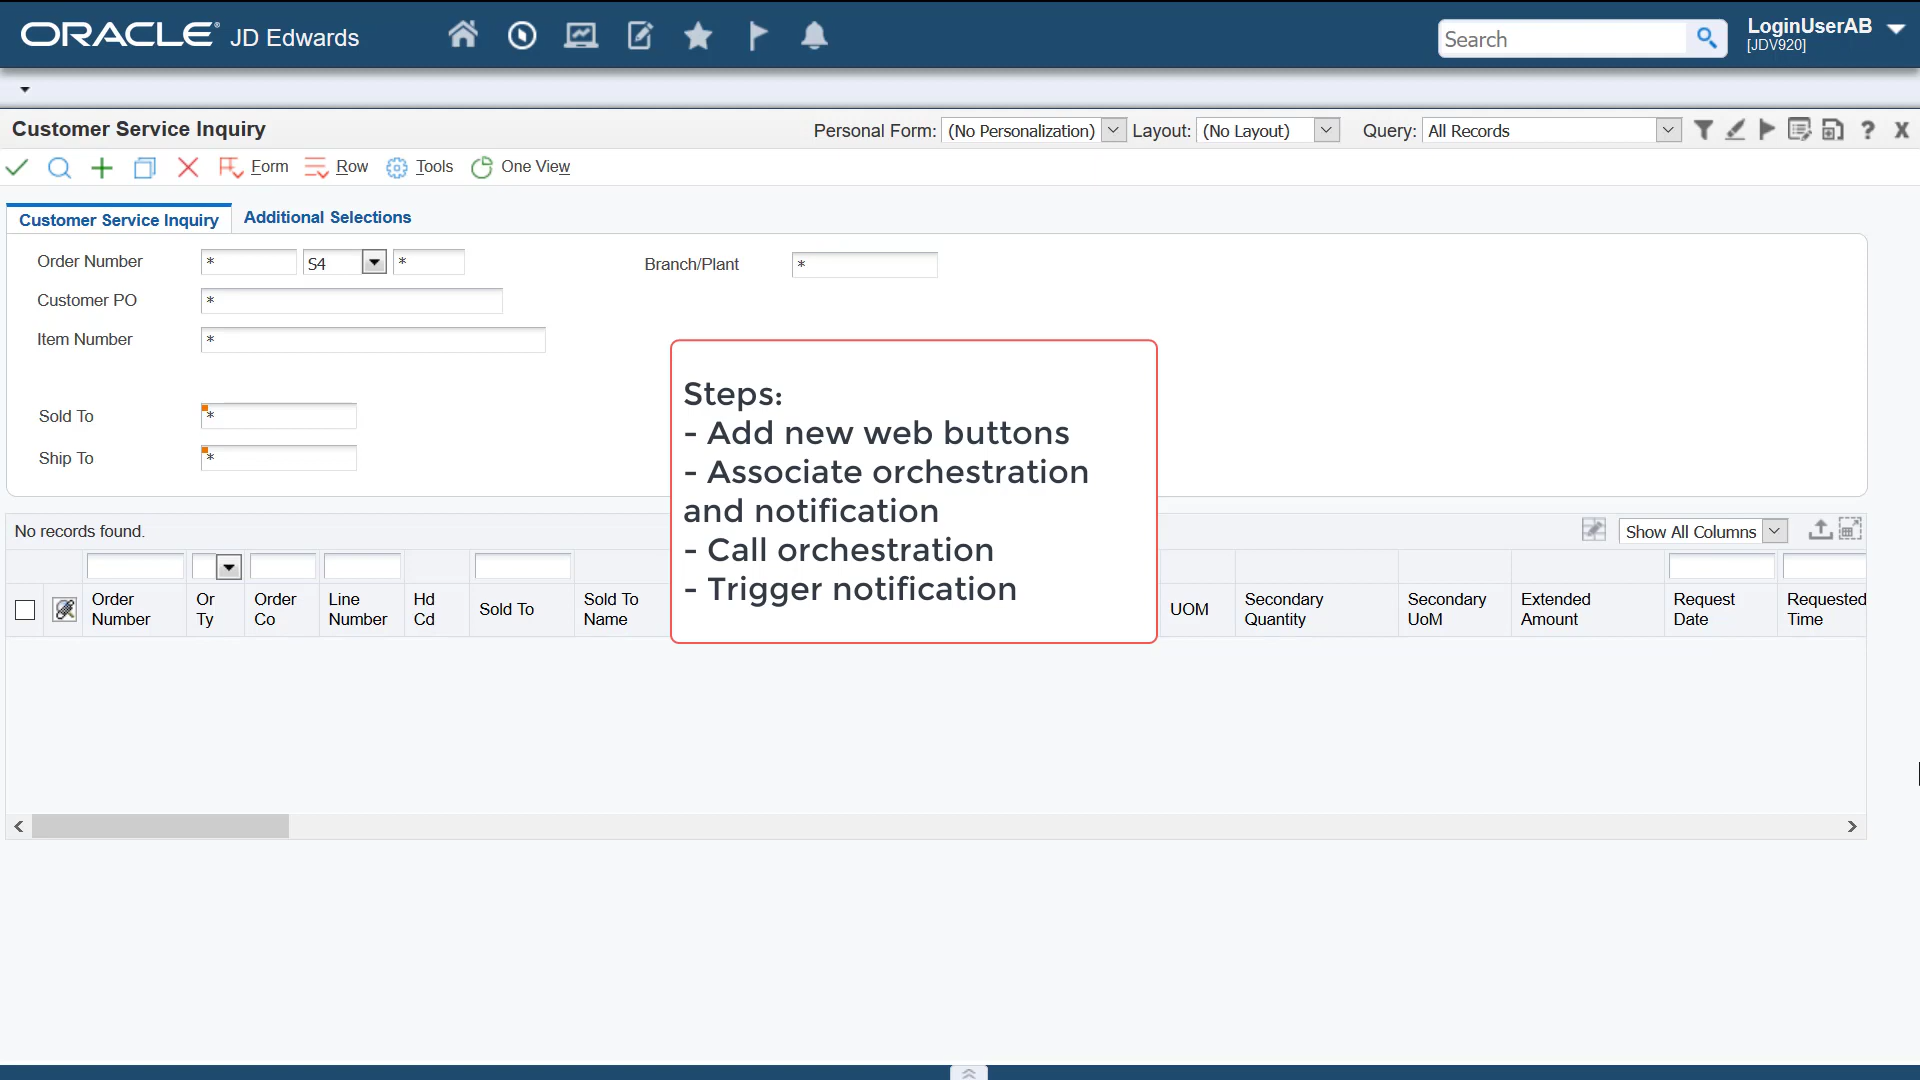 ORACLE JD Edwards
Search
LoginUserAB
[JDV920]
Customer Service Inquiry
Personal Form: (No Personalization) Layout: (No Layout) Query: All Records
Form Row Tools One View
Customer Service Inquiry Additional Selections
Order Number * S4 * Branch/Plant *
Customer PO *
Item Number *
Sold To *
Ship To *
Steps:
- Add new web buttons
- Associate orchestration
and notification
- Call orchestration
- Trigger notification
No records found. Show All Columns
Order Number
Or Ty
Order Co
Line Number
Hd Cd
Sold To
Sold To Name
UOM
Secondary Quantity
Secondary UoM
Extended Amount
Request Date
Requested Time